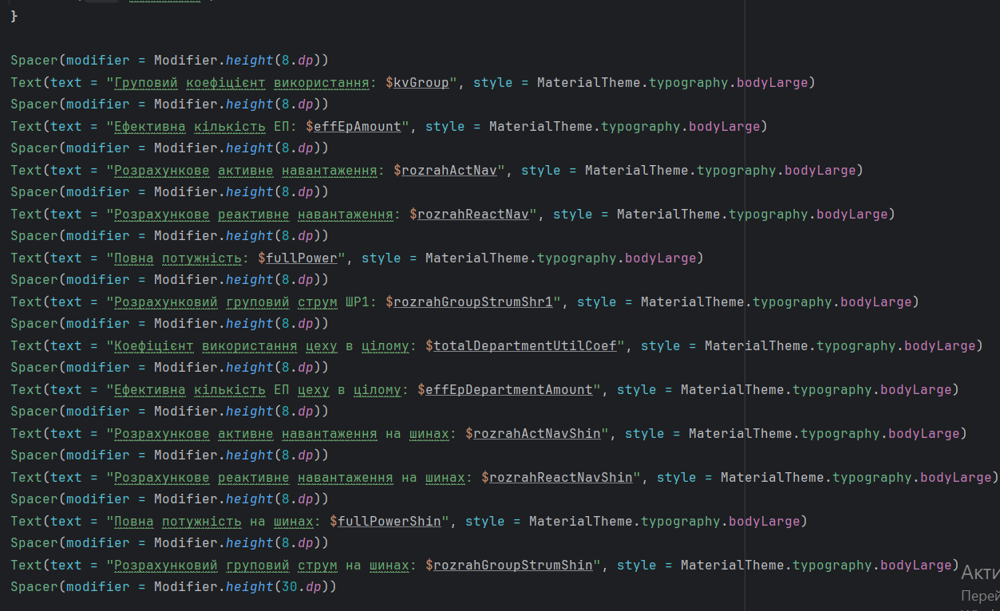 }
Spacer(modifier = Modifier.height(8.dp))
Text(text = "Груповий коефіцієнт використання: $kvGroup", style = MaterialTheme.typography.bodyLarge)
Spacer(modifier = Modifier.height(8.dp))
Text(text = "Ефективна кількість ЕП: $effEpAmount", style = MaterialTheme.typography.bodyLarge)
Spacer(modifier = Modifier.height(8.dp))
Text(text = "Розрахункове активне навантаження: $rozrahActNav", style = MaterialTheme.typography.bodyLarge)
Spacer(modifier = Modifier.height(8.dp))
Text(text = "Розрахункове реактивне навантаження: $rozrahReactNav", style = MaterialTheme.typography.bodyLarge)
Spacer(modifier = Modifier.height(8.dp))
Text(text = "Повна потужність: $fullPower", style = MaterialTheme.typography.bodyLarge)
Spacer(modifier = Modifier.height(8.dp))
Text(text = "Розрахунковий груповий струм ШР1: $rozrahGroupStrumShr1", style = MaterialTheme.typography.bodyLarge)
Spacer(modifier = Modifier.height(8.dp))
Text(text = "Коефіцієнт використання цеху в цілому: $totalDepartmentUtilCoef", style = MaterialTheme.typography.bodyLarge)
Spacer(modifier = Modifier.height(8.dp))
Text(text = "Ефективна кількість ЕП цеху в цілому: $effEpDepartmentAmount", style = MaterialTheme.typography.bodyLarge)
Spacer(modifier = Modifier.height(8.dp))
Text(text = "Розрахункове активне навантаження на шинах: $rozrahActNavShin", style = MaterialTheme.typography.bodyLarge)
Spacer(modifier = Modifier.height(8.dp))
Text(text = "Розрахункове реактивне навантаження на шинах: $rozrahReactNavShin", style = MaterialTheme.typography.bodyLarge)
Spacer(modifier = Modifier.height(8.dp))
Text(text = "Повна потужність на шинах: $fullPowerShin", style = MaterialTheme.typography.bodyLarge)
Spacer(modifier = Modifier.height(8.dp))
Text(text = "Розрахунковий груповий струм на шинах: $rozrahGroupStrumShin", style = MaterialTheme.typography.bodyLarge)
Spacer(modifier = Modifier.height(30.dp))
Акти
Перей